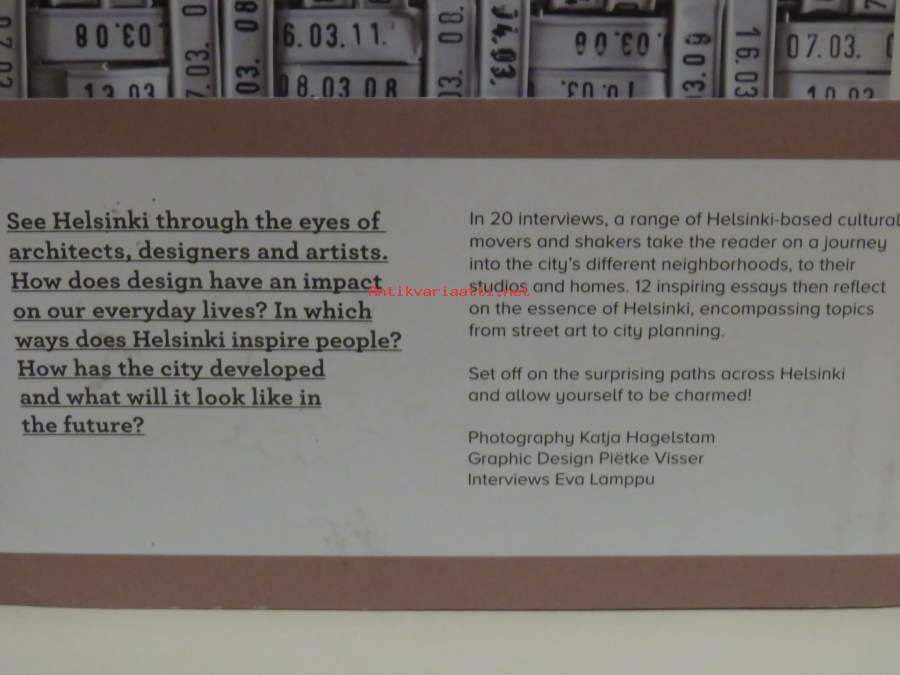 80.30
6.03.11.
08.03 08
07.03.
16.03
13 03
See Helsinki through the eyes of
architects, designers and artists.
How does design have an impact
on our everyday lives? In which
ways does Helsinki inspire people?
How has the city developed
and what will it look like in
the future?
In 20 interviews, a range of Helsinki-based cultural
movers and shakers take the reader on a journey
into the city's different neighborhoods, to their
studios and homes. 12 inspiring essays then reflect
on the essence of Helsinki, encompassing topics
from street art to city planning.
Set off on the surprising paths across Helsinki
and allow yourself to be charmed!
Photography Katja Hagelstam
Graphic Design Piëtke Visser
Interviews Eva Lamppu
Antikvariaatti.net